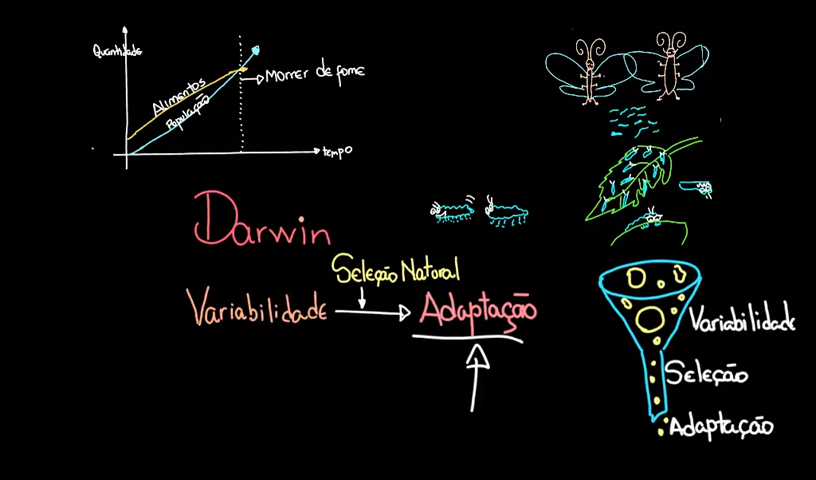 Quantidade
Alimentos
População
Morrer de fome
tempo
Darwin
Seleção Natural
Variabilidade
Adaptação
Variabilidade
Seleção
Adaptação